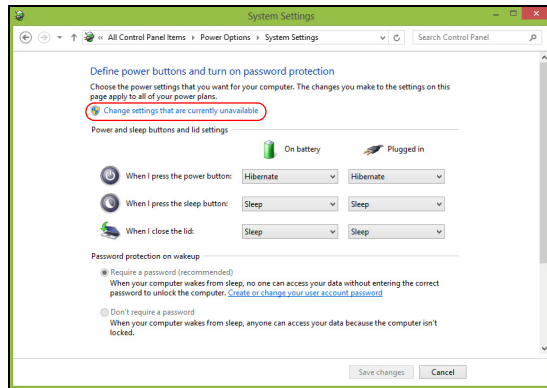 System Settings
« All Control Panel Items ▸ Power Options ▸ System Settings
Search Control Panel
Define power buttons and turn on password protection
Choose the power settings that you want for your computer. The changes you make to the settings on this
page apply to all of your power plans.
Change settings that are currently unavailable
Power and sleep buttons and lid settings
On battery Plugged in
When I press the power button: Hibernate Hibernate
When I press the sleep button: Sleep Sleep
When I close the lid: Sleep Sleep
Password protection on wakeup
Require a password (recommended)
When your computer wakes from sleep, no one can access your data without entering the correct
password to unlock the computer. Create or change your user account password
Don't require a password
When your computer wakes from sleep, anyone can access your data because the computer isn't
locked.
Save changes Cancel